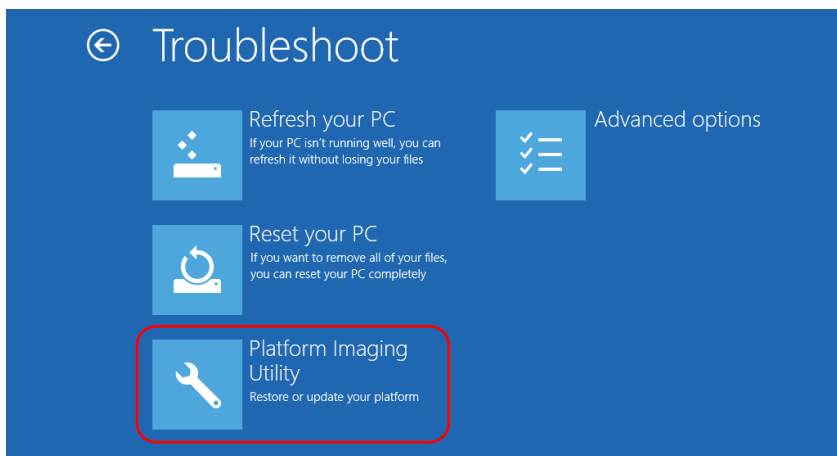 Troubleshoot
Refresh your PC
If your PC isn't running well, you can
refresh it without losing your files
Advanced options
Reset your PC
If you want to remove all of your files,
you can reset your PC completely
Platform Imaging
Utility
Restore or update your platform